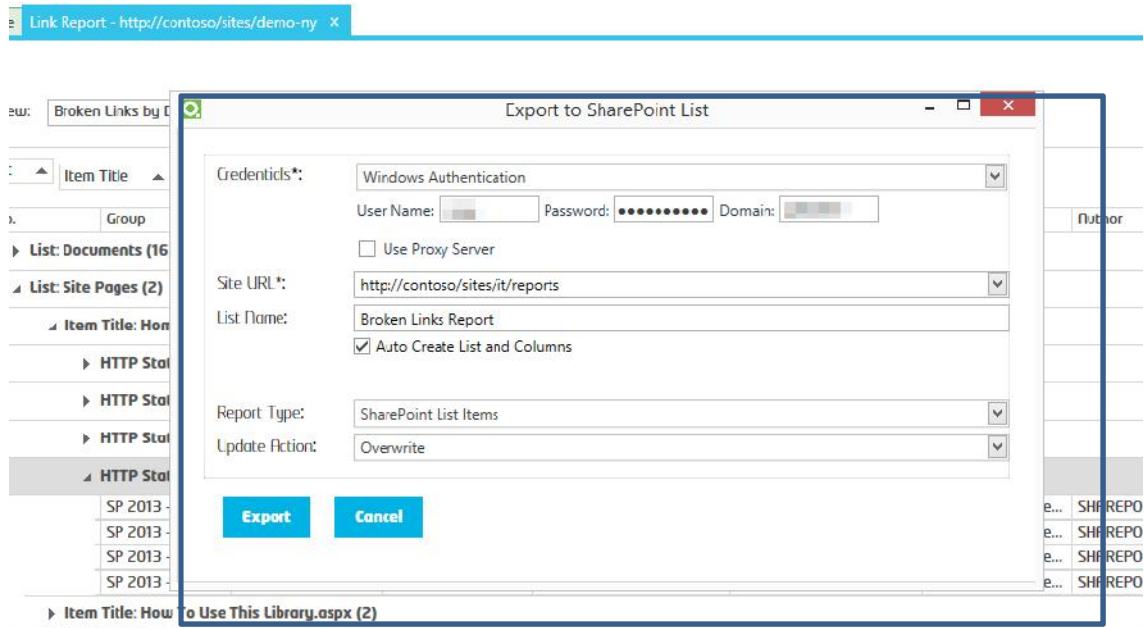 Link Report - http://contoso/sites/demo-ny ×
Broken Links by
Export to SharePoint List
Item Title
Credentials*:
Windows Authentication
User Name: Password: ●●●●●●●●●● Domain:
Group
Author
Use Proxy Server
List: Documents (16
List: Site Pages (2)
Site URL*:
http://contoso/sites/it/reports
List Name:
Broken Links Report
Item Title: Hom
Auto Create List and Columns
HTTP Stat
HTTP Stat
HTTP Stat
HTTP Stat
Report Type:
SharePoint List Items
Update Action:
Overwrite
SP 2013 -
SP 2013 -
SP 2013 -
SP 2013 -
Export
Cancel
e... SHAREPO
e... SHAREPO
e... SHAREPO
e... SHAREPO
Item Title: How To Use This Library.aspx (2)